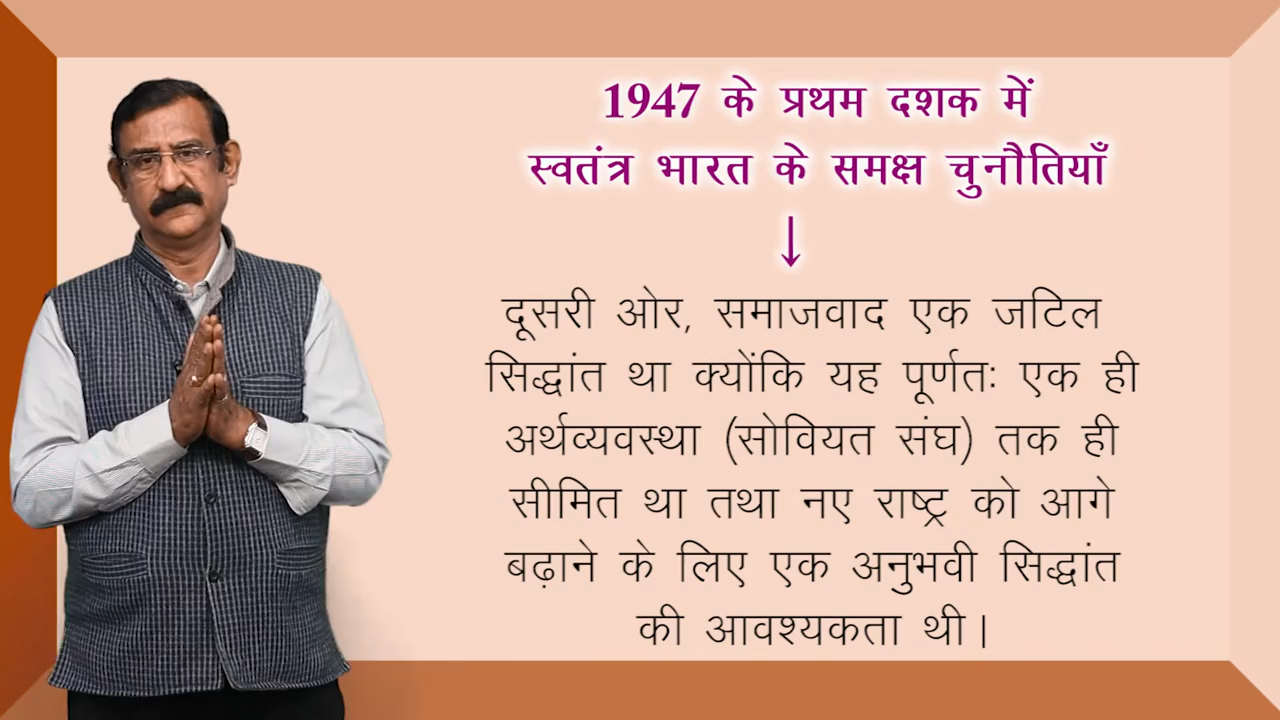 1947 के प्रथम दशक में
स्वतंत्र भारत के समक्ष चुनौतियाँ
↓
दूसरी ओर, समाजवाद एक जटिल
सिद्धांत था क्योंकि यह पूर्णतः एक ही
अर्थव्यवस्था (सोवियत संघ) तक ही
सीमित था तथा नए राष्ट्र को आगे
बढ़ाने के लिए एक अनुभवी सिद्धांत
की आवश्यकता थी।